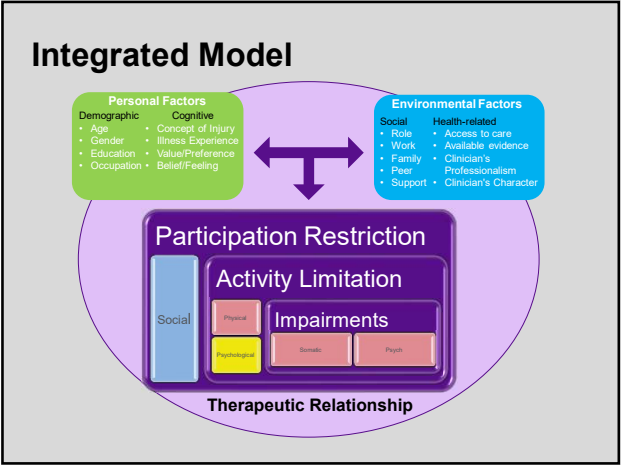 Integrated Model
Personal Factors
Demographic Cognitive
• Age • Concept of Injury
• Gender • Illness Experience
• Education • Value/Preference
• Occupation • Belief/Feeling
Environmental Factors
Social Health-related
• Role • Access to care
• Work • Available evidence
• Family • Clinician's
• Peer Professionalism
• Support • Clinician's Character
Participation Restriction
Activity Limitation
Social
Physical
Impairments
Psychological
Somatic
Psych
Therapeutic Relationship